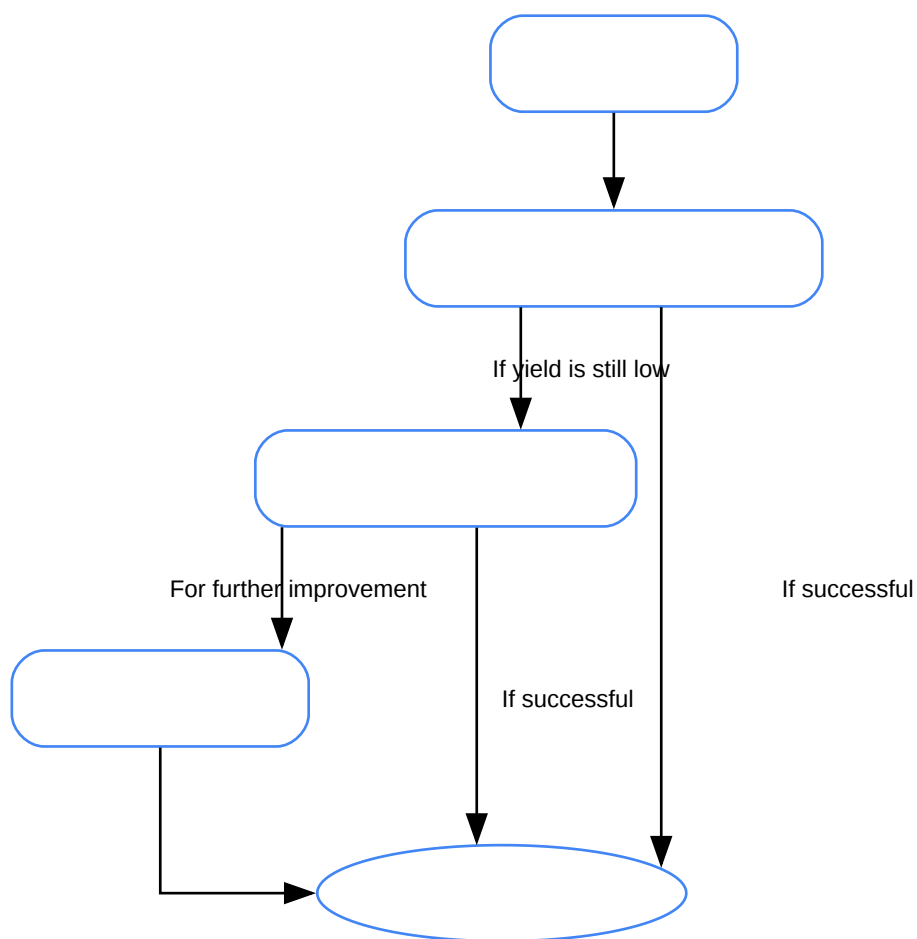 If yield is still low
For further improvement
If successful
If successful